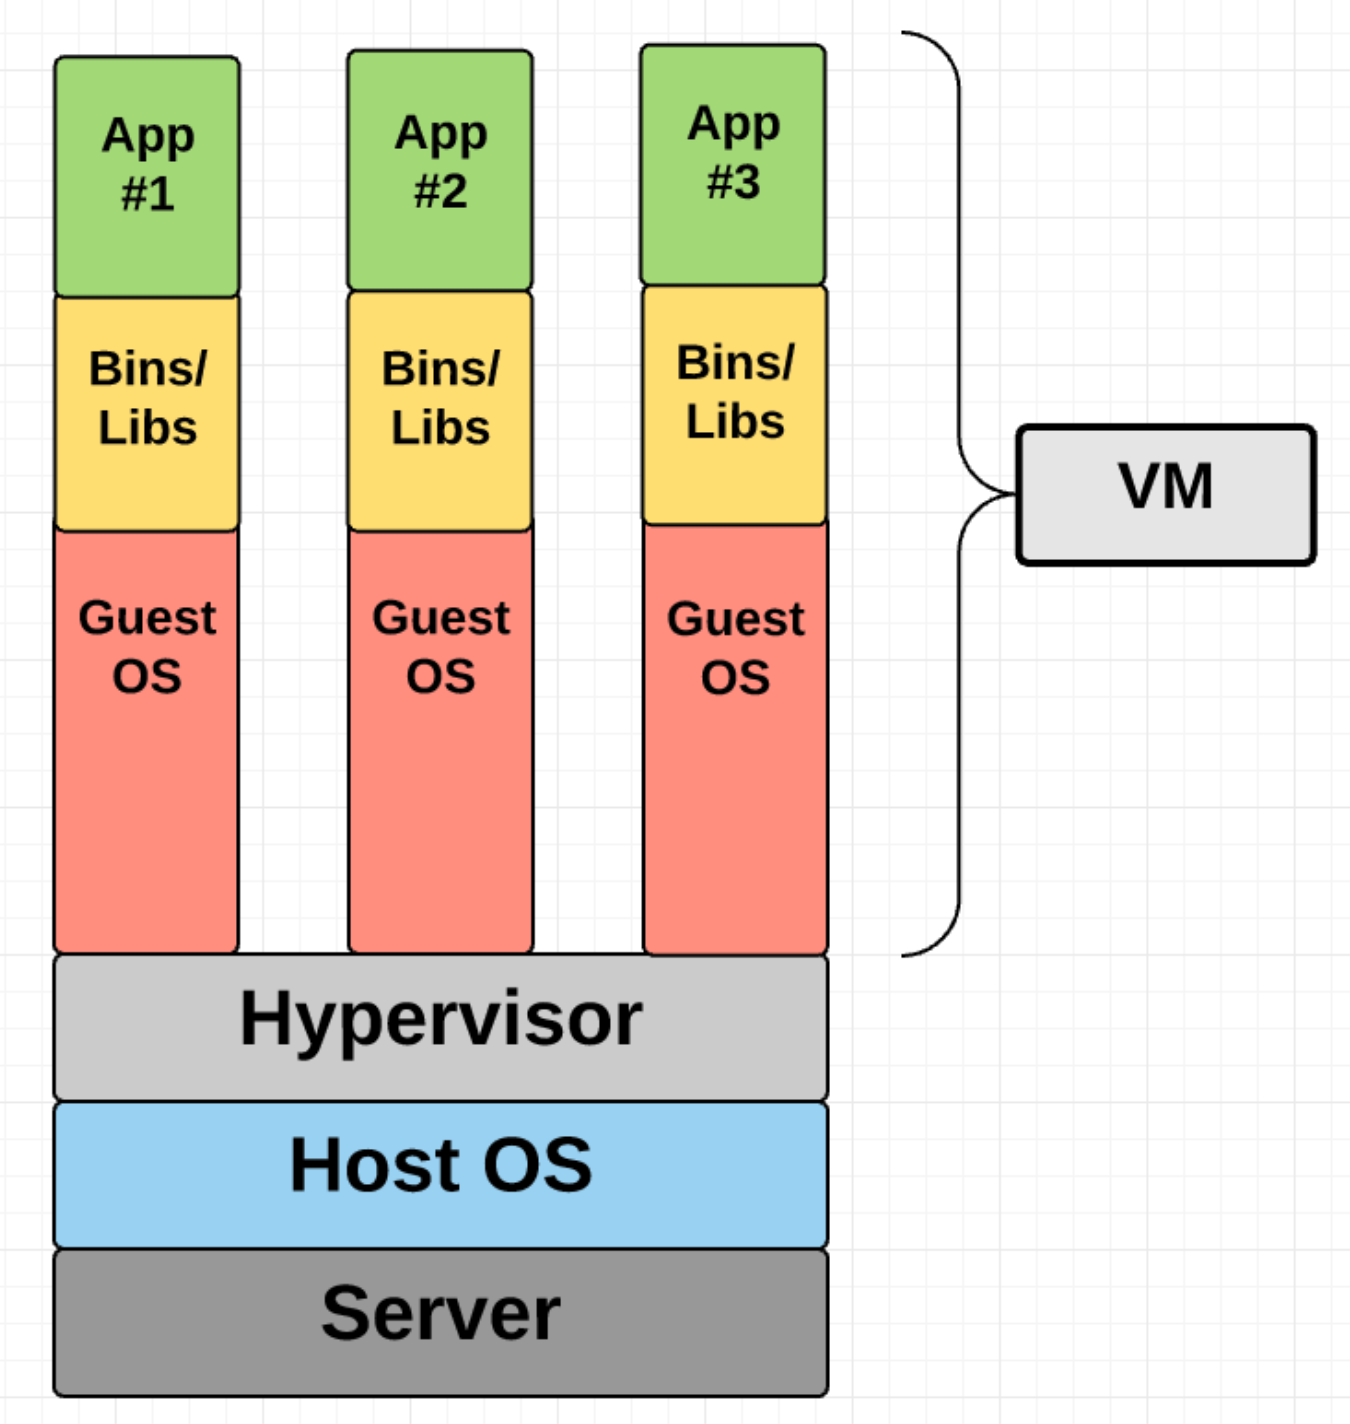 App
#1
App
#2
App
#3
Bins/
Libs
Bins/
Libs
Bins/
Libs
VM
Guest
OS
Guest
OS
Guest
OS
Hypervisor
Host OS
Server